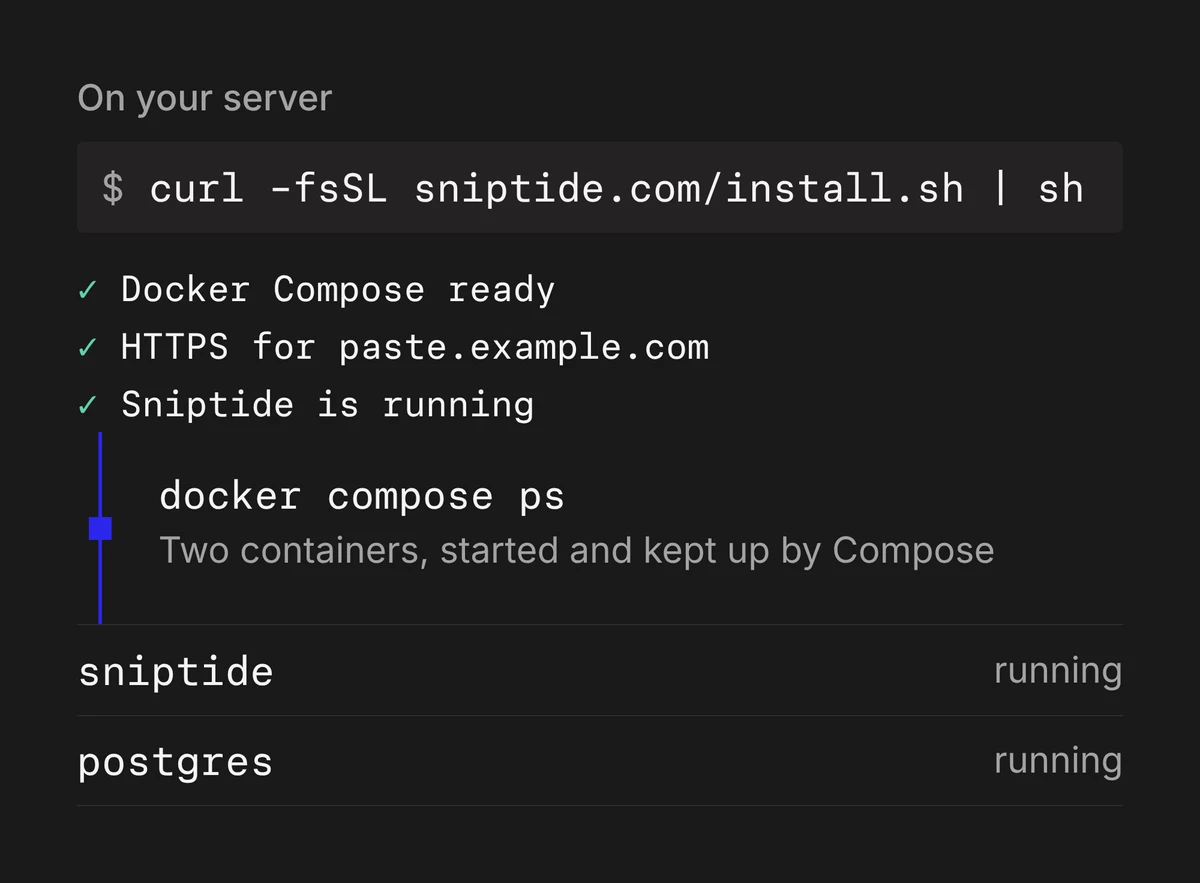 On your server
$ curl -fsSL sniptide.com/install.sh | sh
✓ Docker Compose ready
✓ HTTPS for paste.example.com
✓ Sniptide is running
docker compose ps
Two containers, started and kept up by Compose
sniptide running
postgres running